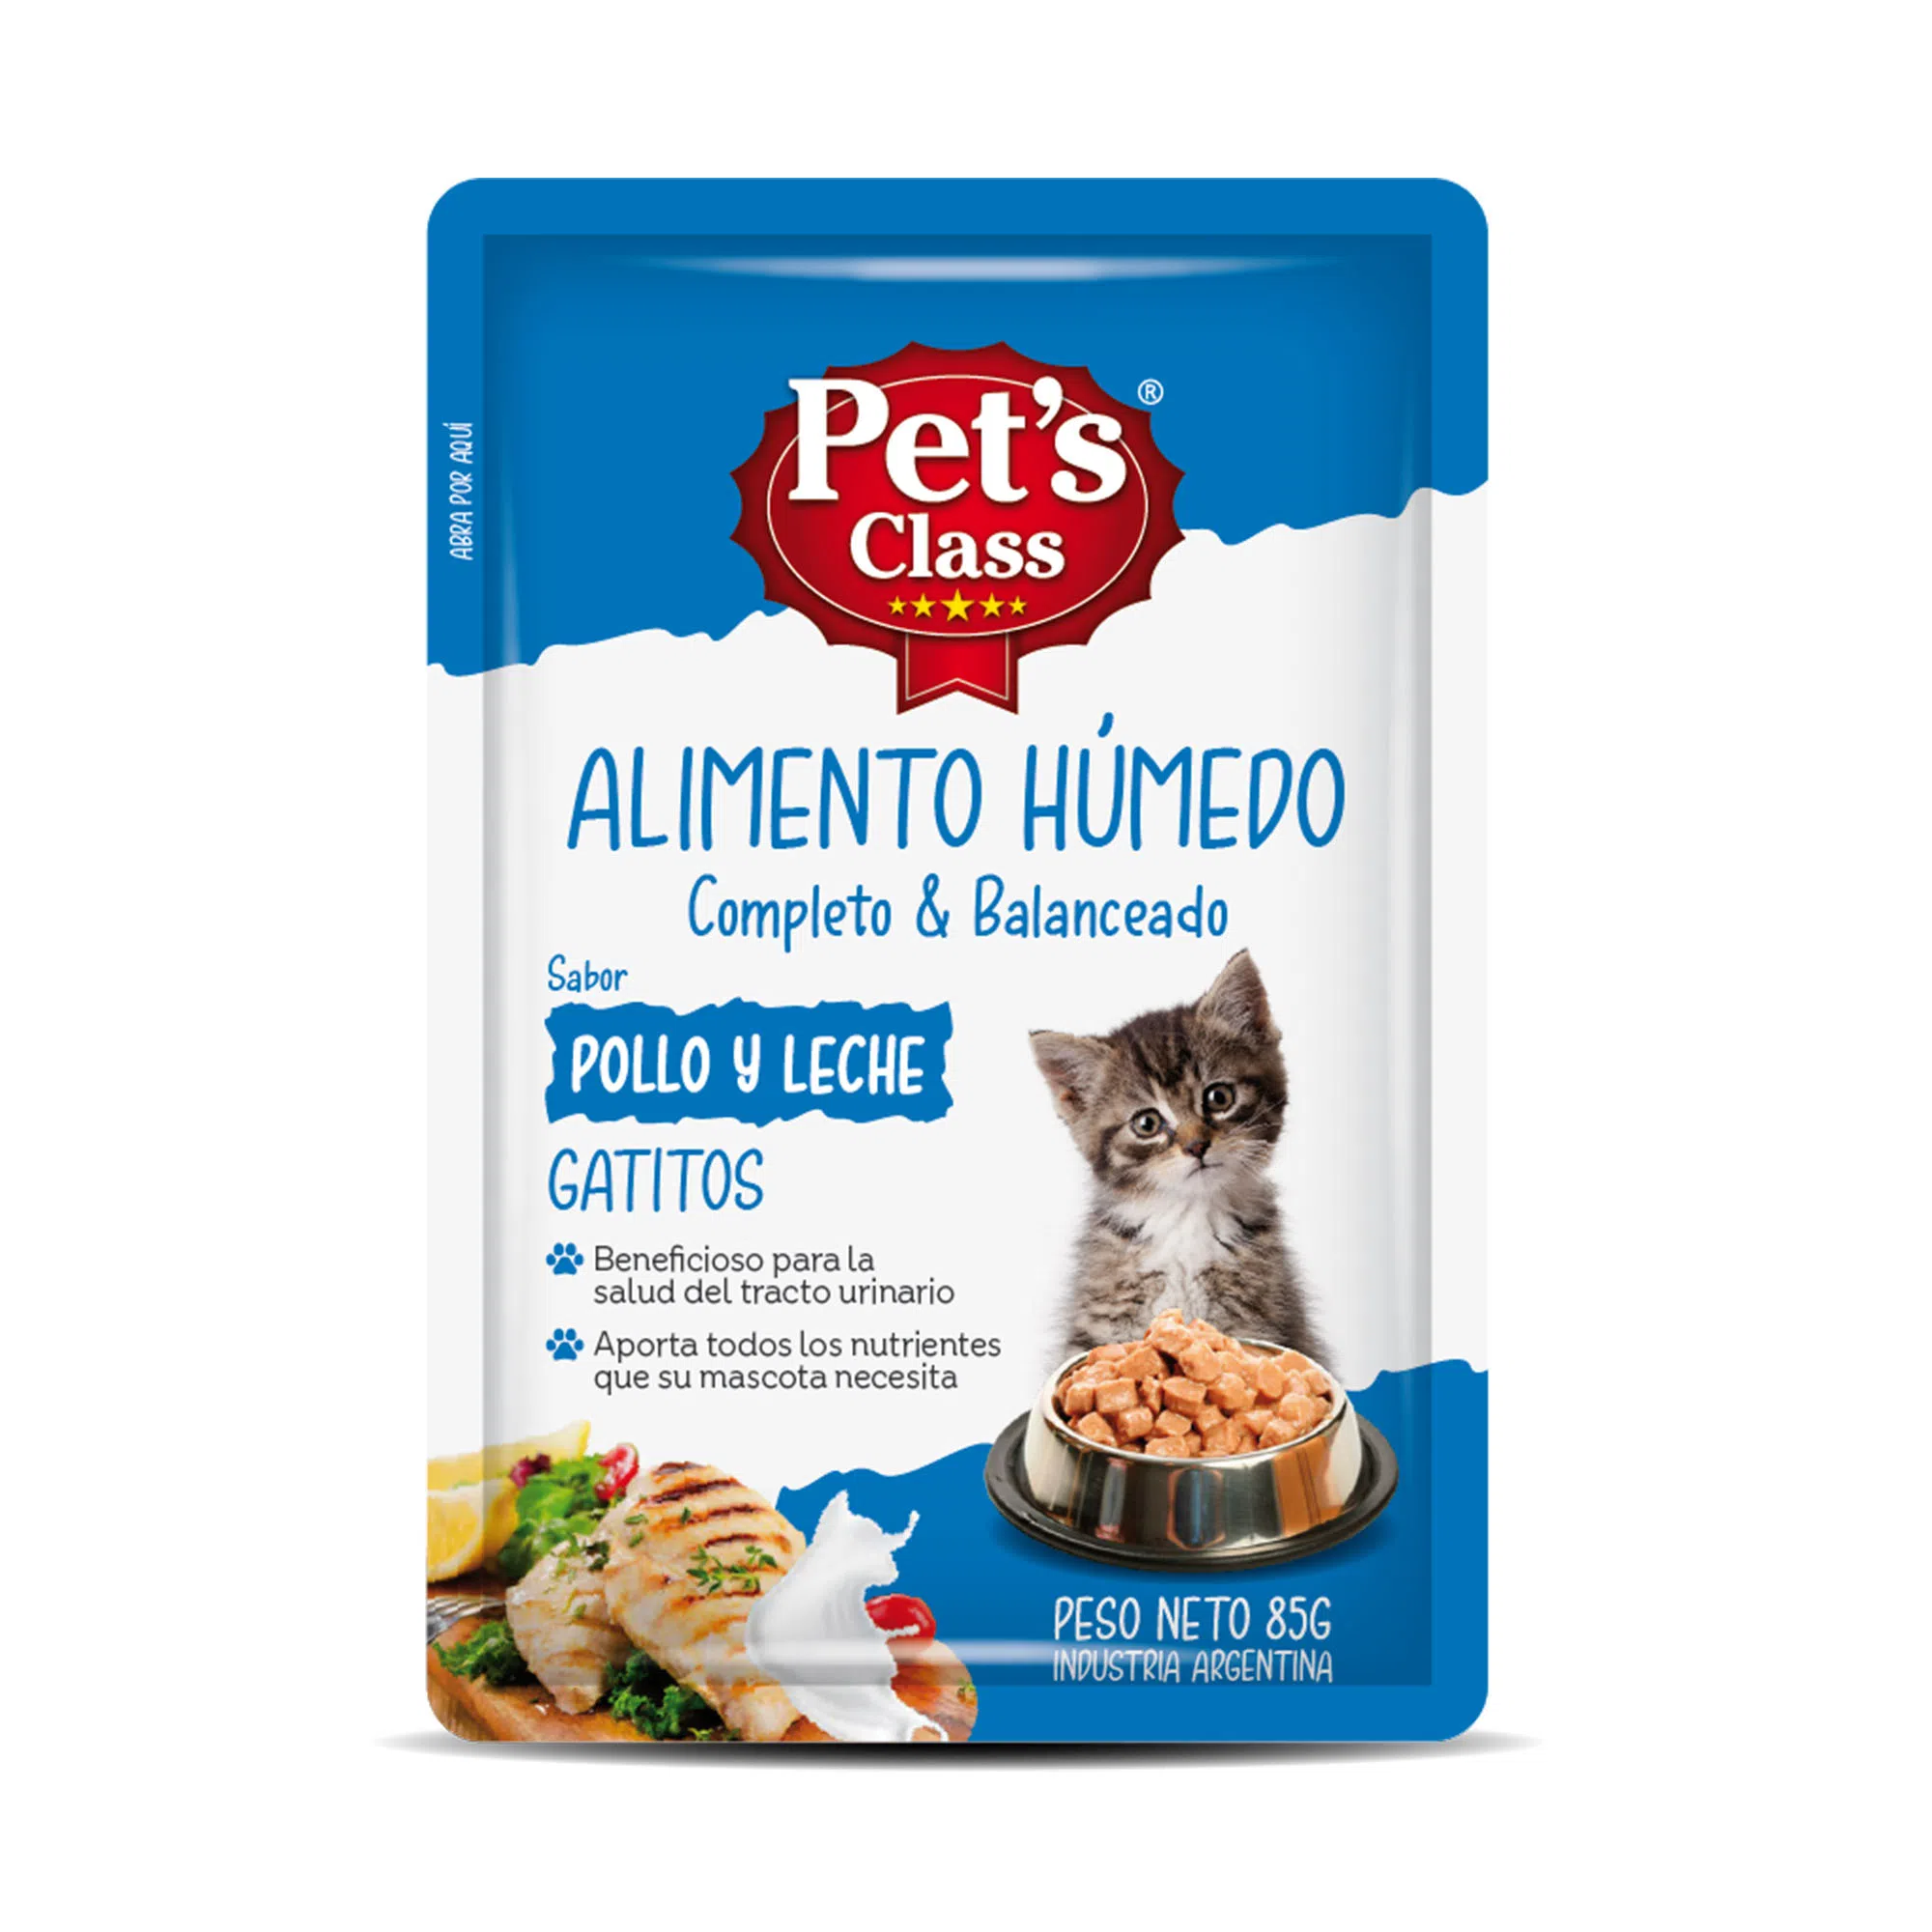 Pet's
Class
®
ABRA POR AQUÍ
ALIMENTO HÚMEDO
Completo & Balanceado
Sabor
POLLO Y LECHE
GATITOS
Beneficioso para la
salud del tracto urinario
Aporta todos los nutrientes
que su mascota necesita
PESO NETO 85G
INDUSTRIA ARGENTINA